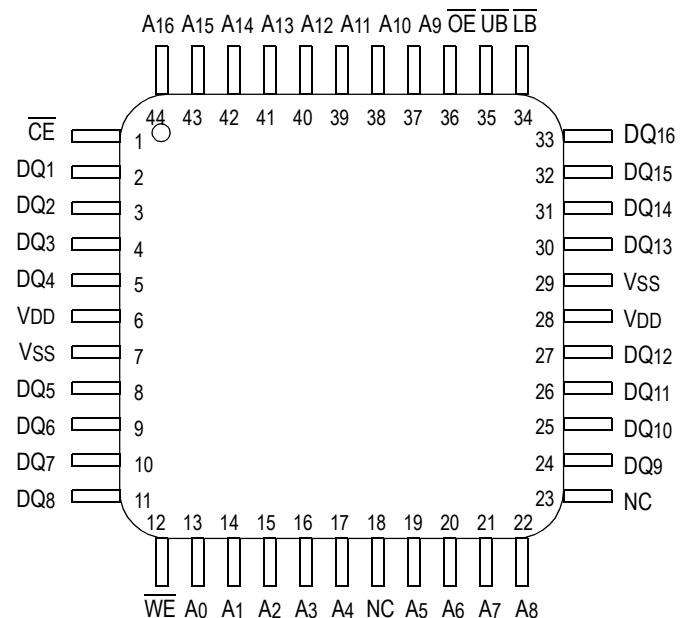 A16 A15 A14 A13 A12 A11 A10 A9 OE UB LB
44 43 42 41 40 39 38 37 36 35 34
CE 1 33 DQ16
DQ1 2 32 DQ15
DQ2 3 31 DQ14
DQ3 4 30 DQ13
DQ4 5 29 VSS
VDD 6 28 VDD
VSS 7 27 DQ12
DQ5 8 26 DQ11
DQ6 9 25 DQ10
DQ7 10 24 DQ9
DQ8 11 23 NC
12 13 14 15 16 17 18 19 20 21 22
WE A0 A1 A2 A3 A4 NC A5 A6 A7 A8